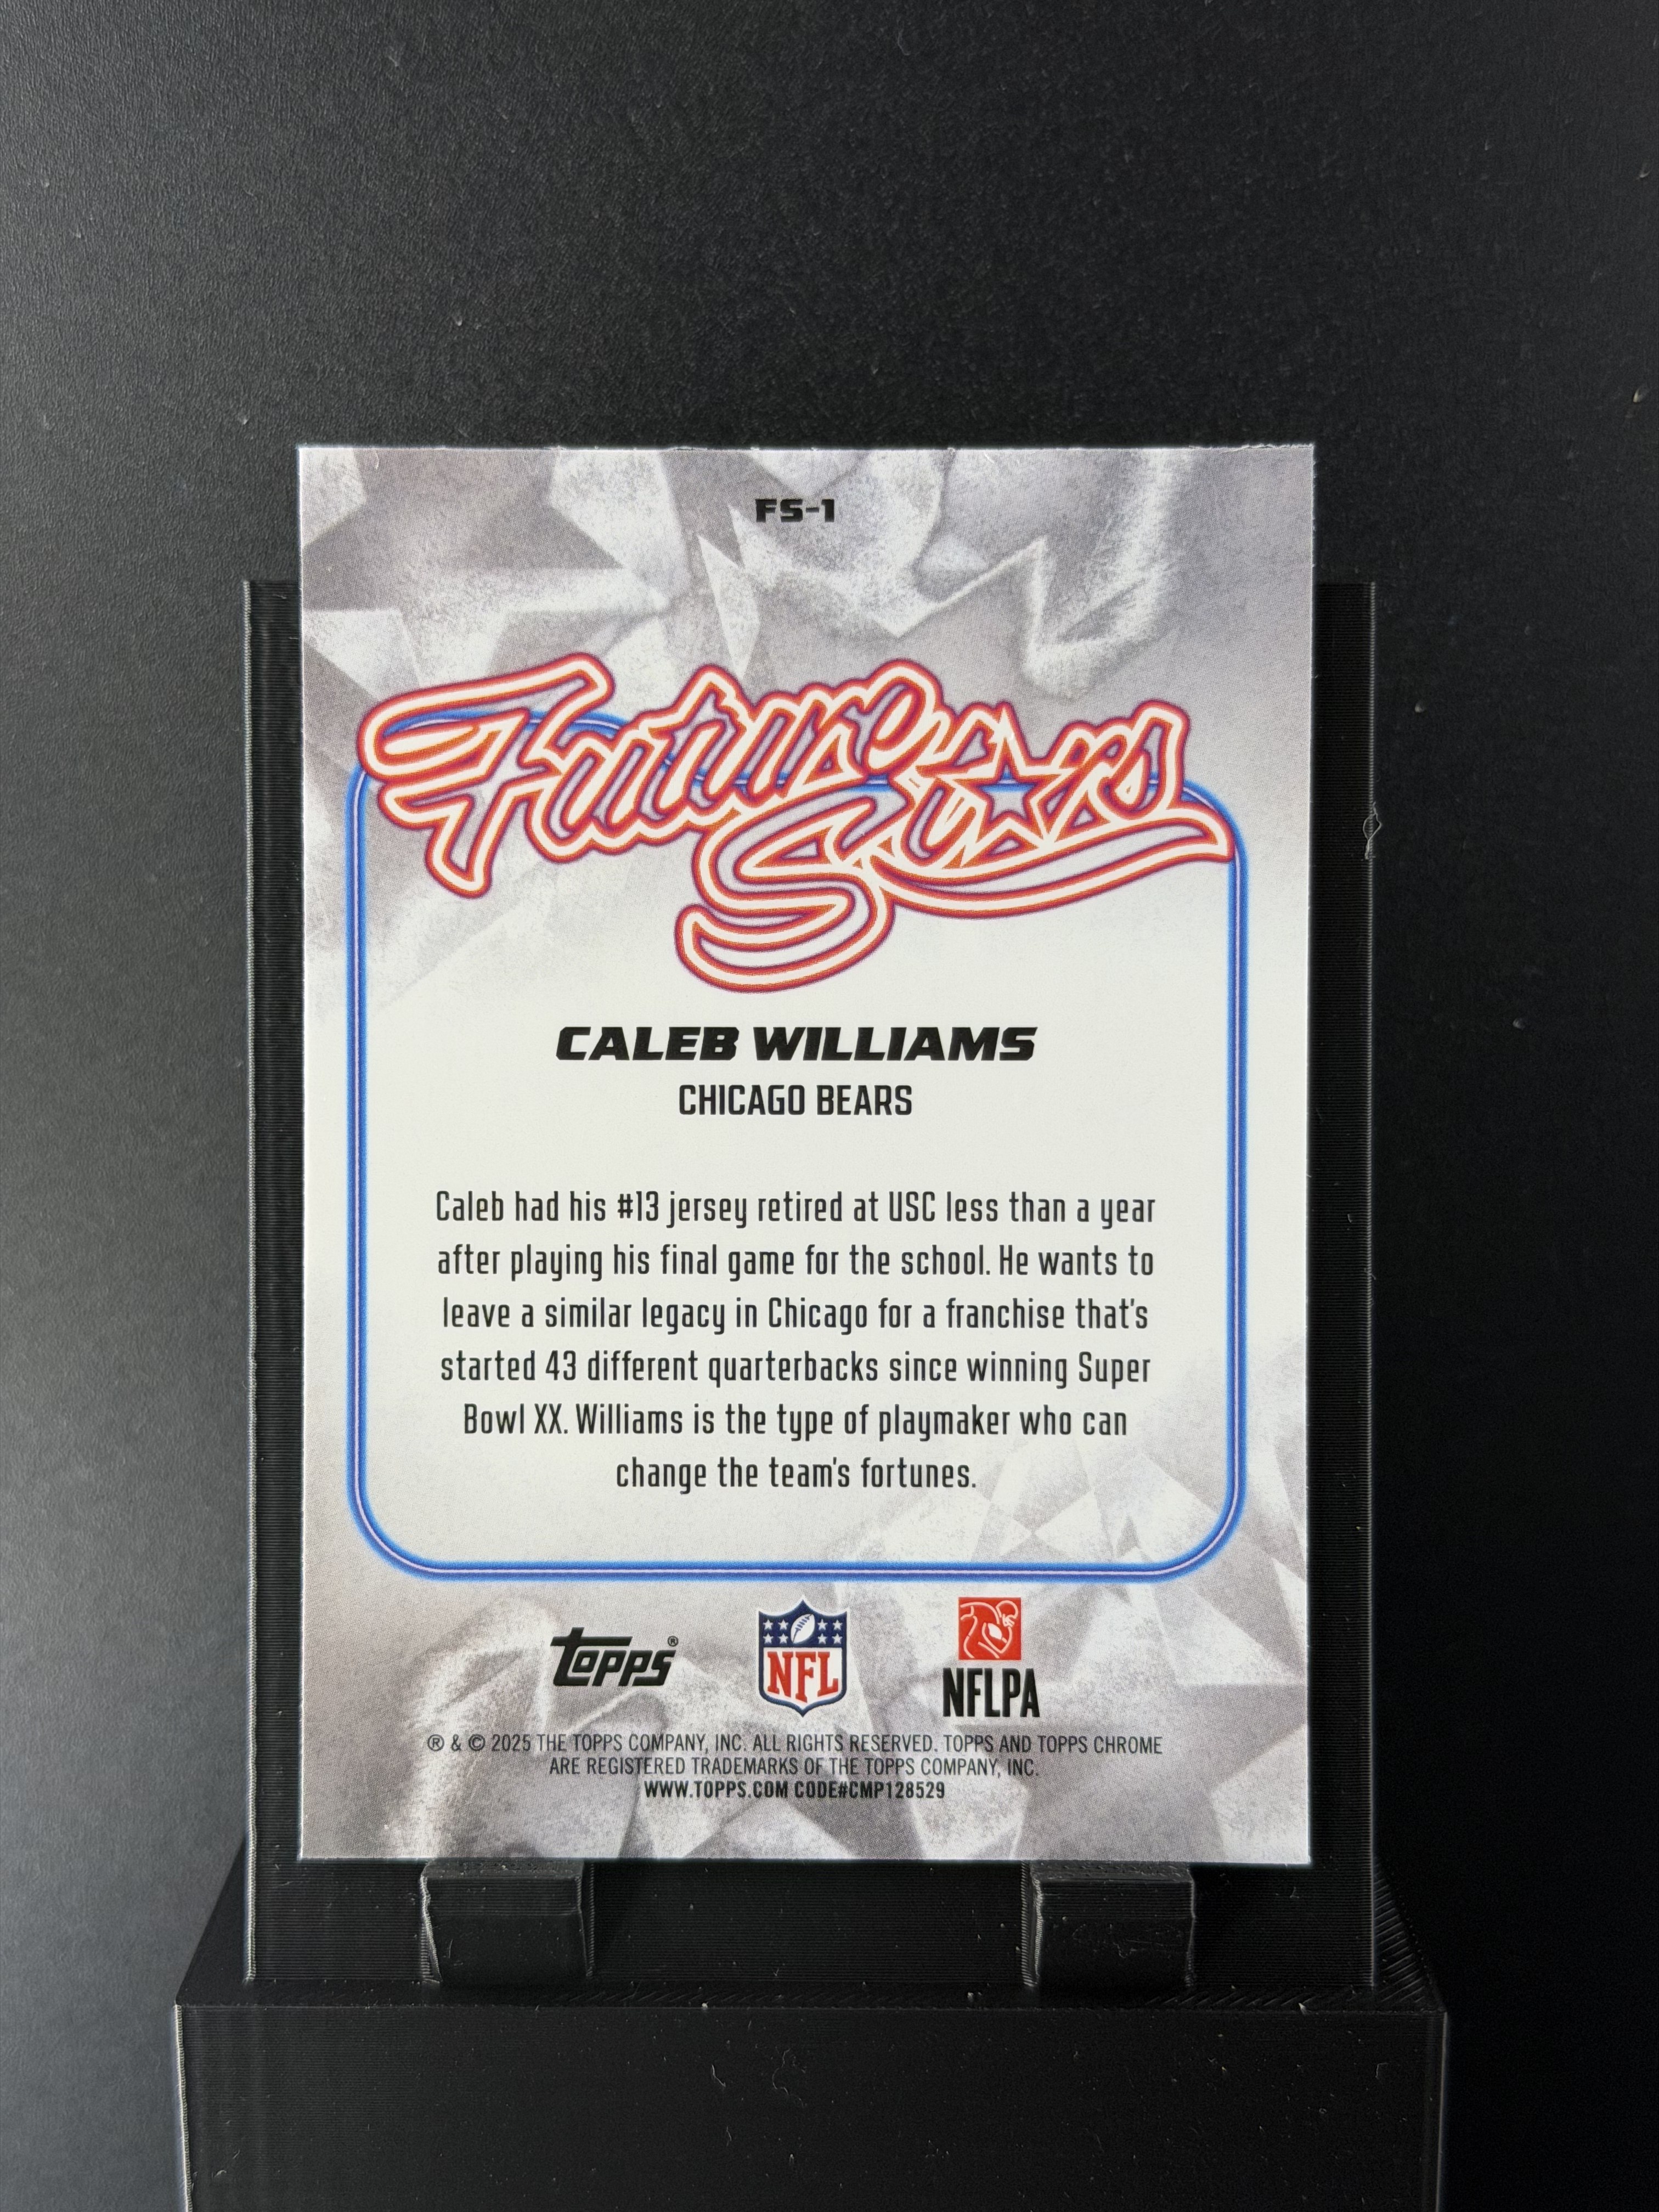 FS-1
Future
Stars
CALEB WILLIAMS
CHICAGO BEARS
Caleb had his #13 jersey retired at USC less than a year
after playing his final game for the school. He wants to
leave a similar legacy in Chicago for a franchise that's
started 43 different quarterbacks since winning Super
Bowl XX. Williams is the type of playmaker who can
change the team's fortunes.
topps®
NFL
NFLPA
® & © 2025 THE TOPPS COMPANY, INC. ALL RIGHTS RESERVED. TOPPS AND TOPPS CHROME
ARE REGISTERED TRADEMARKS OF THE TOPPS COMPANY, INC.
WWW.TOPPS.COM CODE#CMP128529